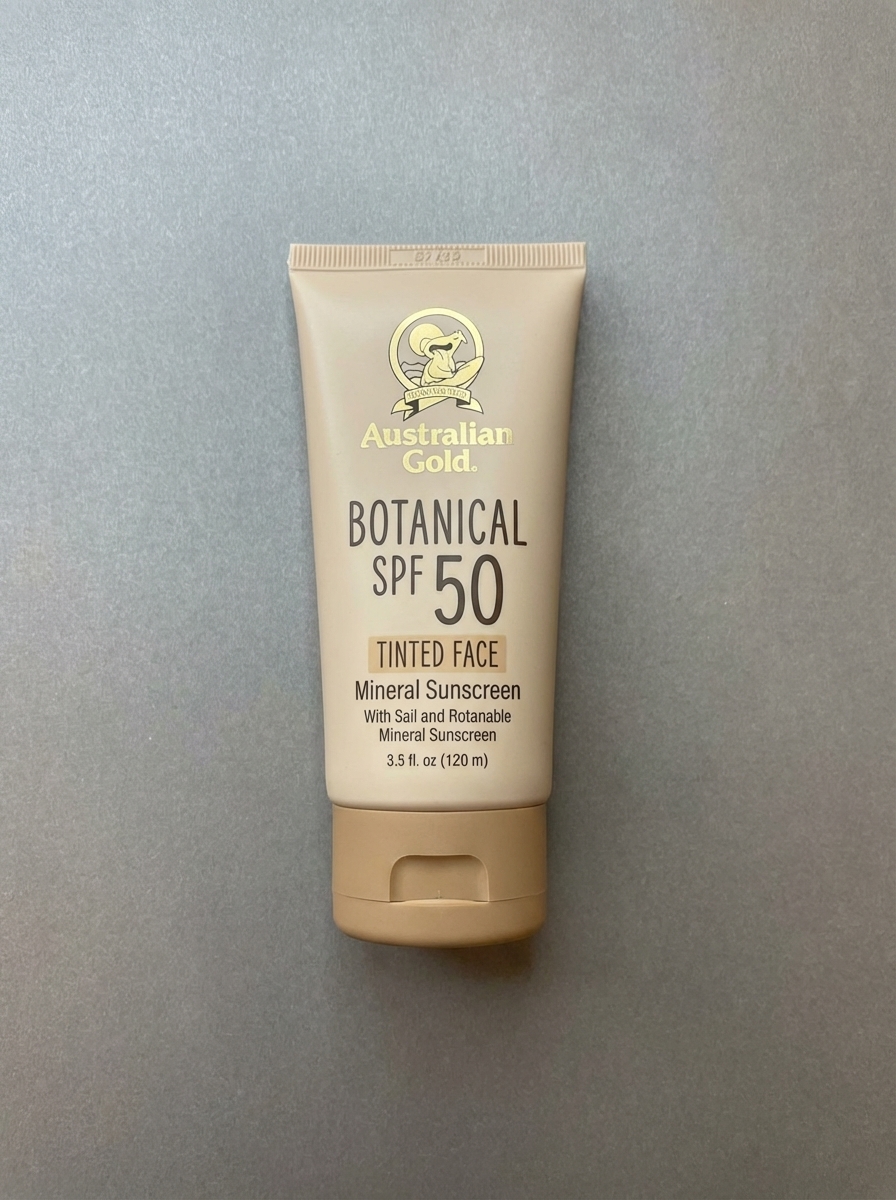 Australian
Gold.
BOTANICAL
SPF 50
TINTED FACE
Mineral Sunscreen
With Sail and Rotanable
Mineral Sunscreen
3.5 fl. oz (120 m)